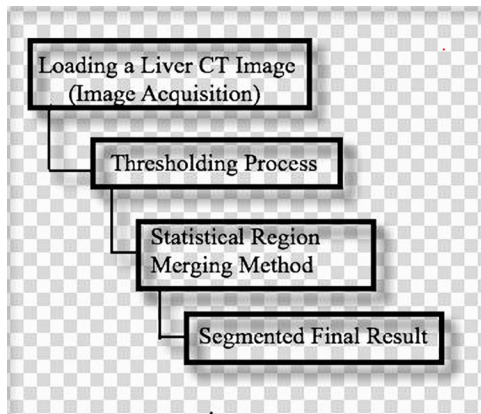 Loading a Liver CT Image
(Image Acquisition)
Thresholding Process
Statistical Region
Merging Method
Segmented Final Result